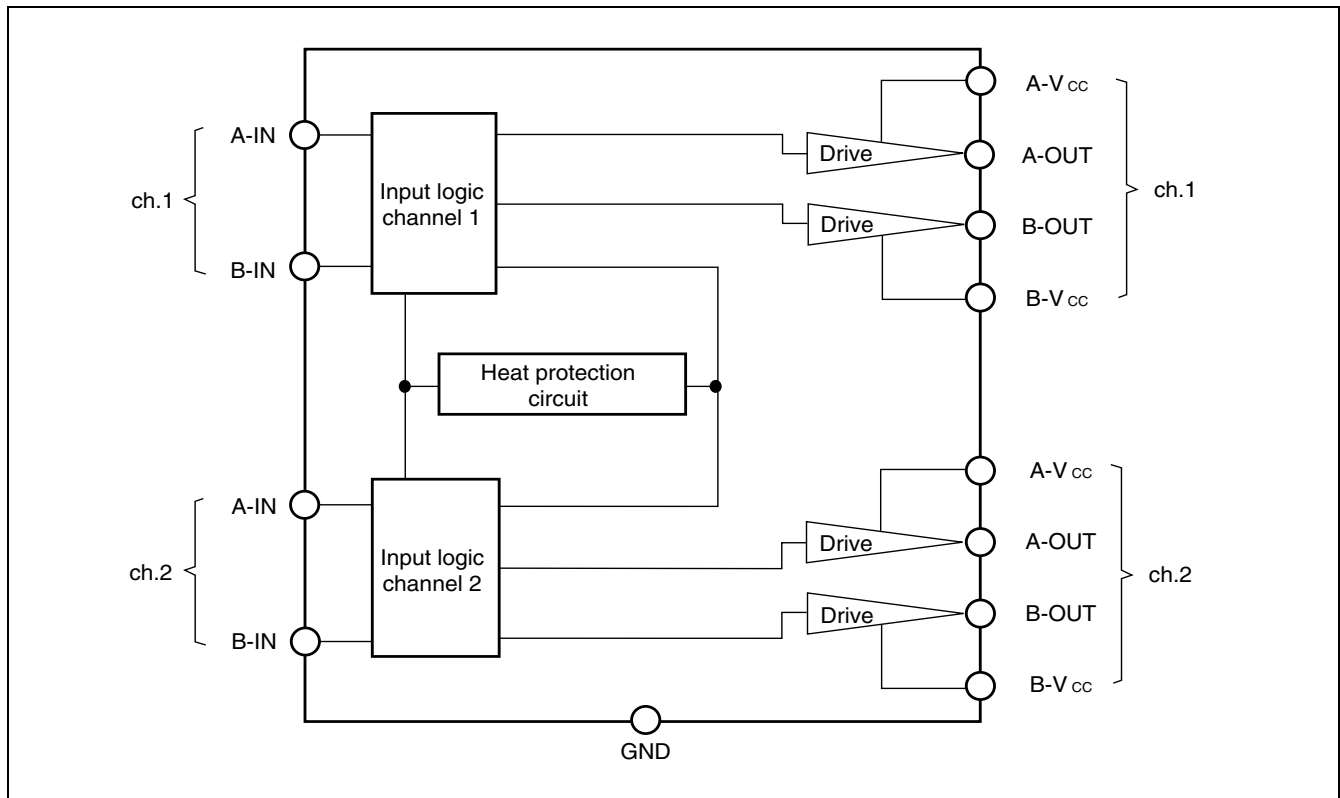 A-V CC
A-IN
Drive
A-OUT
Input logic
channel 1
ch.1
ch.1
Drive
B-OUT
B-IN
B-V CC
Heat protection
circuit
A-V CC
A-IN
Drive
A-OUT
Input logic
channel 2
ch.2
ch.2
Drive
B-OUT
B-IN
B-V CC
GND